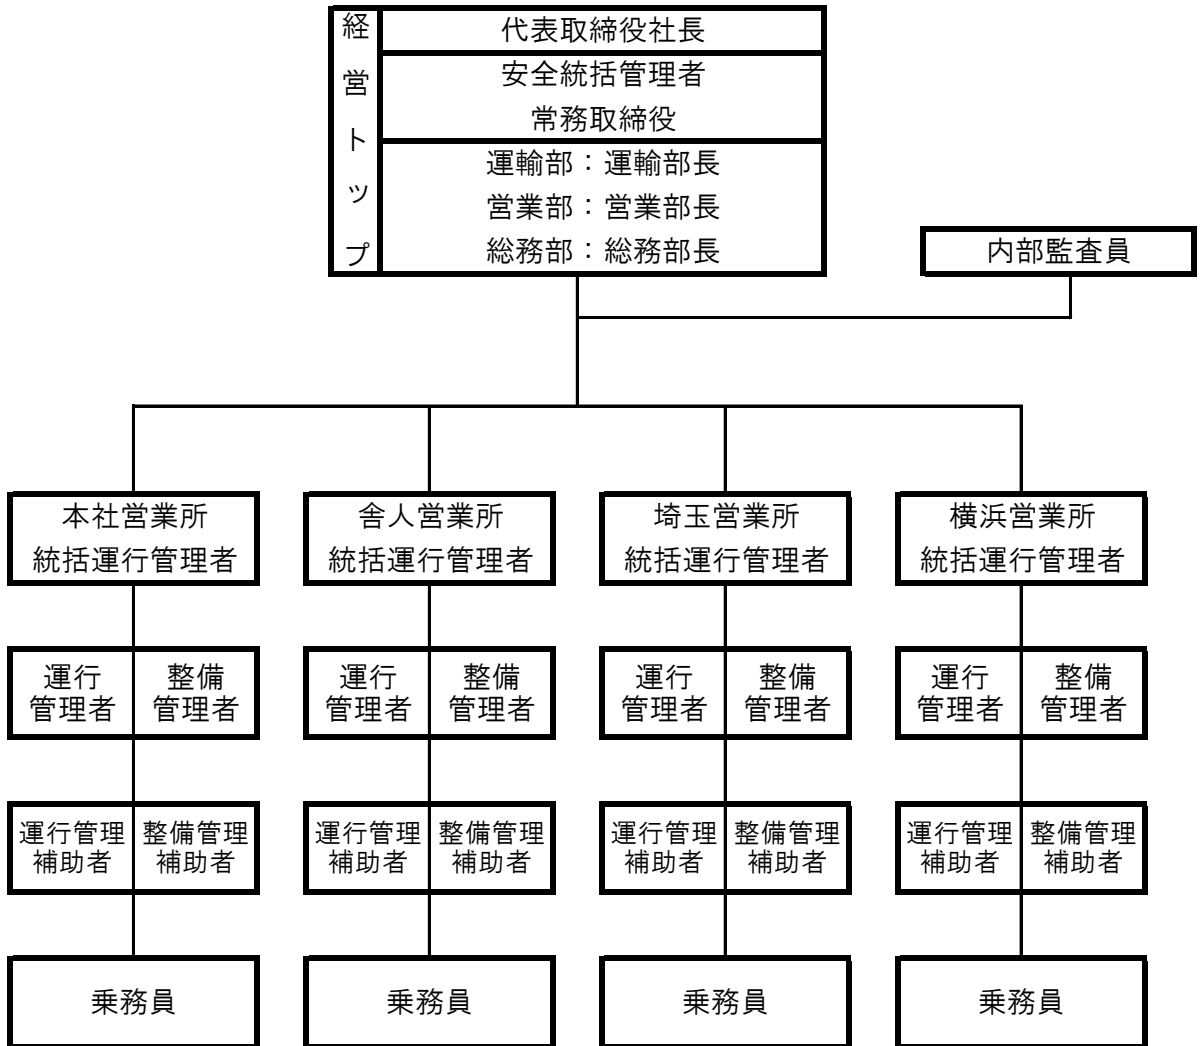 経営トップ
代表取締役社長
安全統括管理者
常務取締役
運輸部：運輸部長
営業部：営業部長
総務部：総務部長
内部監査員
本社営業所
統括運行管理者
舎人営業所
統括運行管理者
埼玉営業所
統括運行管理者
横浜営業所
統括運行管理者
運行
管理者
整備
管理者
運行
管理者
整備
管理者
運行
管理者
整備
管理者
運行
管理者
整備
管理者
運行管理
補助者
整備管理
補助者
運行管理
補助者
整備管理
補助者
運行管理
補助者
整備管理
補助者
運行管理
補助者
整備管理
補助者
乗務員
乗務員
乗務員
乗務員